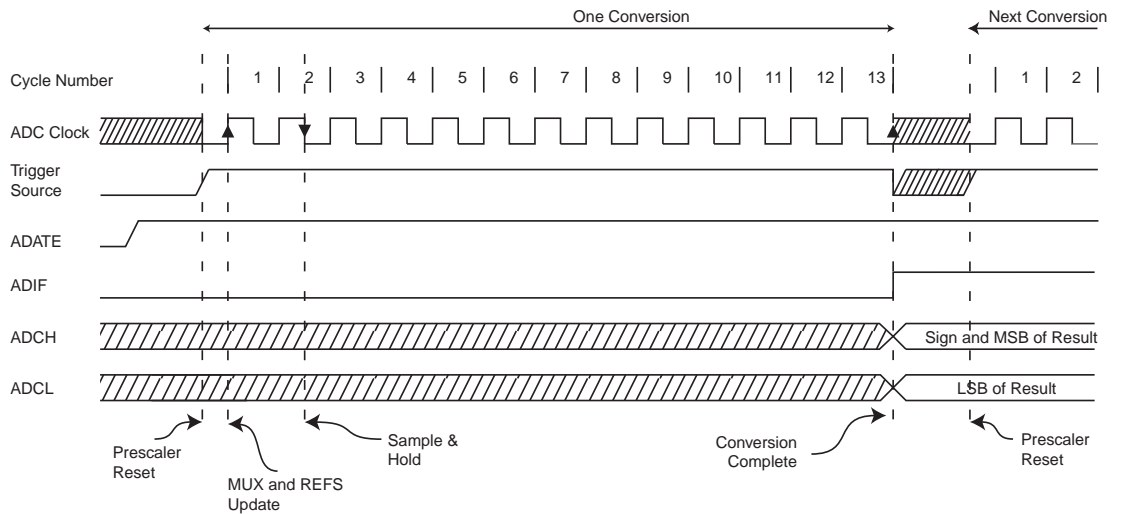 One Conversion
Next Conversion
Cycle Number
1 2 3 4 5 6 7 8 9 10 11 12 13 1 2
ADC Clock
Trigger
Source
ADATE
ADIF
ADCH
Sign and MSB of Result
ADCL
LSB of Result
Prescaler
Reset
MUX and REFS
Update
Sample &
Hold
Conversion
Complete
Prescaler
Reset